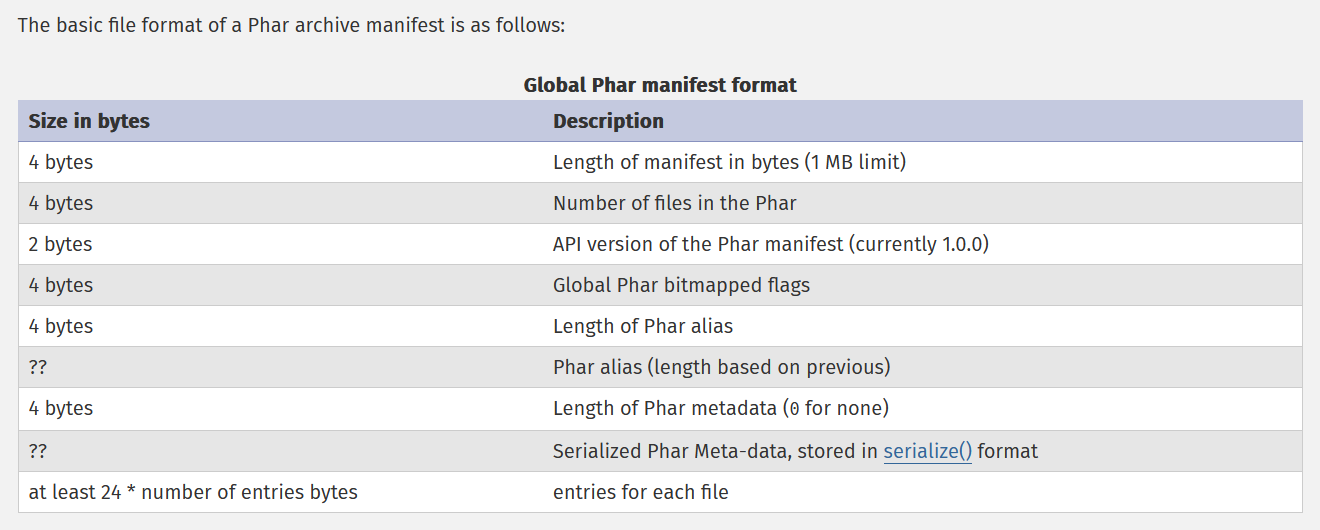 The basic file format of a Phar archive manifest is as follows:
Global Phar manifest format
Size in bytes Description
4 bytes Length of manifest in bytes (1 MB limit)
4 bytes Number of files in the Phar
2 bytes API version of the Phar manifest (currently 1.0.0)
4 bytes Global Phar bitmapped flags
4 bytes Length of Phar alias
?? Phar alias (length based on previous)
4 bytes Length of Phar metadata (0 for none)
?? Serialized Phar Meta-data, stored in serialize() format
at least 24 * number of entries bytes entries for each file